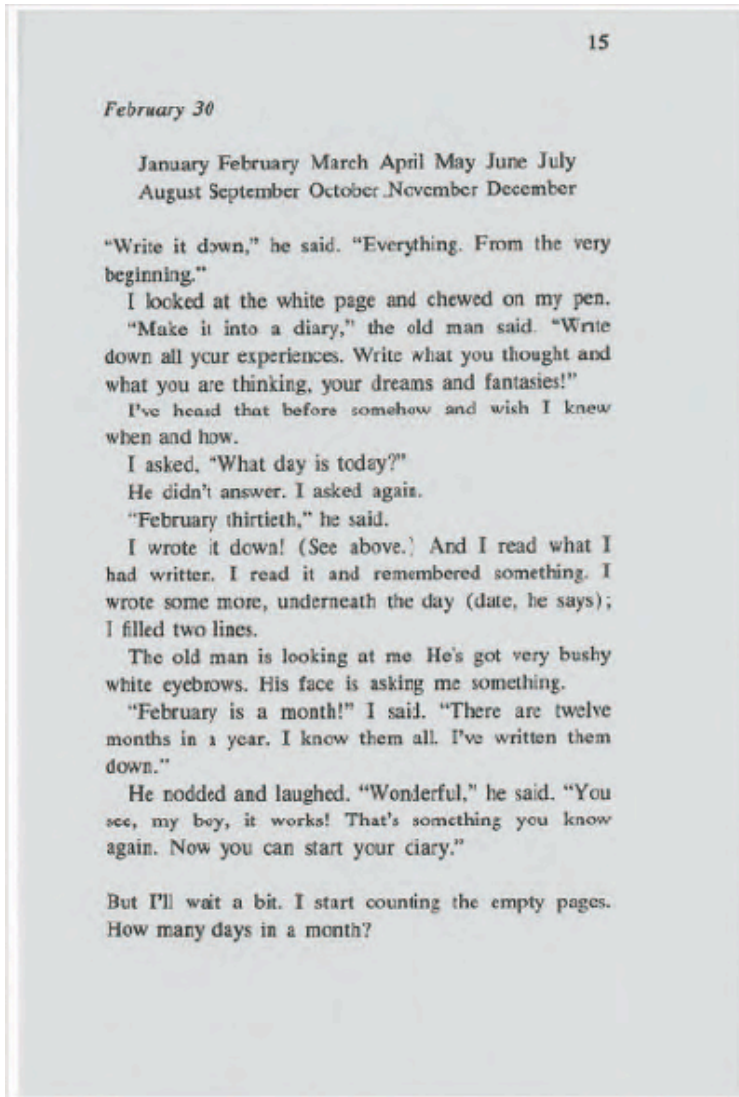 15
February 30
January February March April May June July
August September October November December
“Write it down,” he said. “Everything. From the very
beginning.”
I looked at the white page and chewed on my pen.
“Make it into a diary,” the old man said. “Write
down all your experiences. Write what you thought and
what you are thinking, your dreams and fantasies!”
I’ve heard that before somehow and wish I knew
when and how.
I asked, “What day is today?”
He didn’t answer. I asked again.
“February thirtieth,” he said.
I wrote it down! (See above.) And I read what I
had written. I read it and remembered something. I
wrote some more, underneath the day (date, he says);
I filled two lines.
The old man is looking at me. He’s got very bushy
white eyebrows. His face is asking me something.
“February is a month!” I said. “There are twelve
months in a year. I know them all. I’ve written them
down.”
He nodded and laughed. “Wonderful,” he said. “You
see, my boy, it works! That’s something you know
again. Now you can start your diary.”
But I’ll wait a bit. I start counting the empty pages.
How many days in a month?